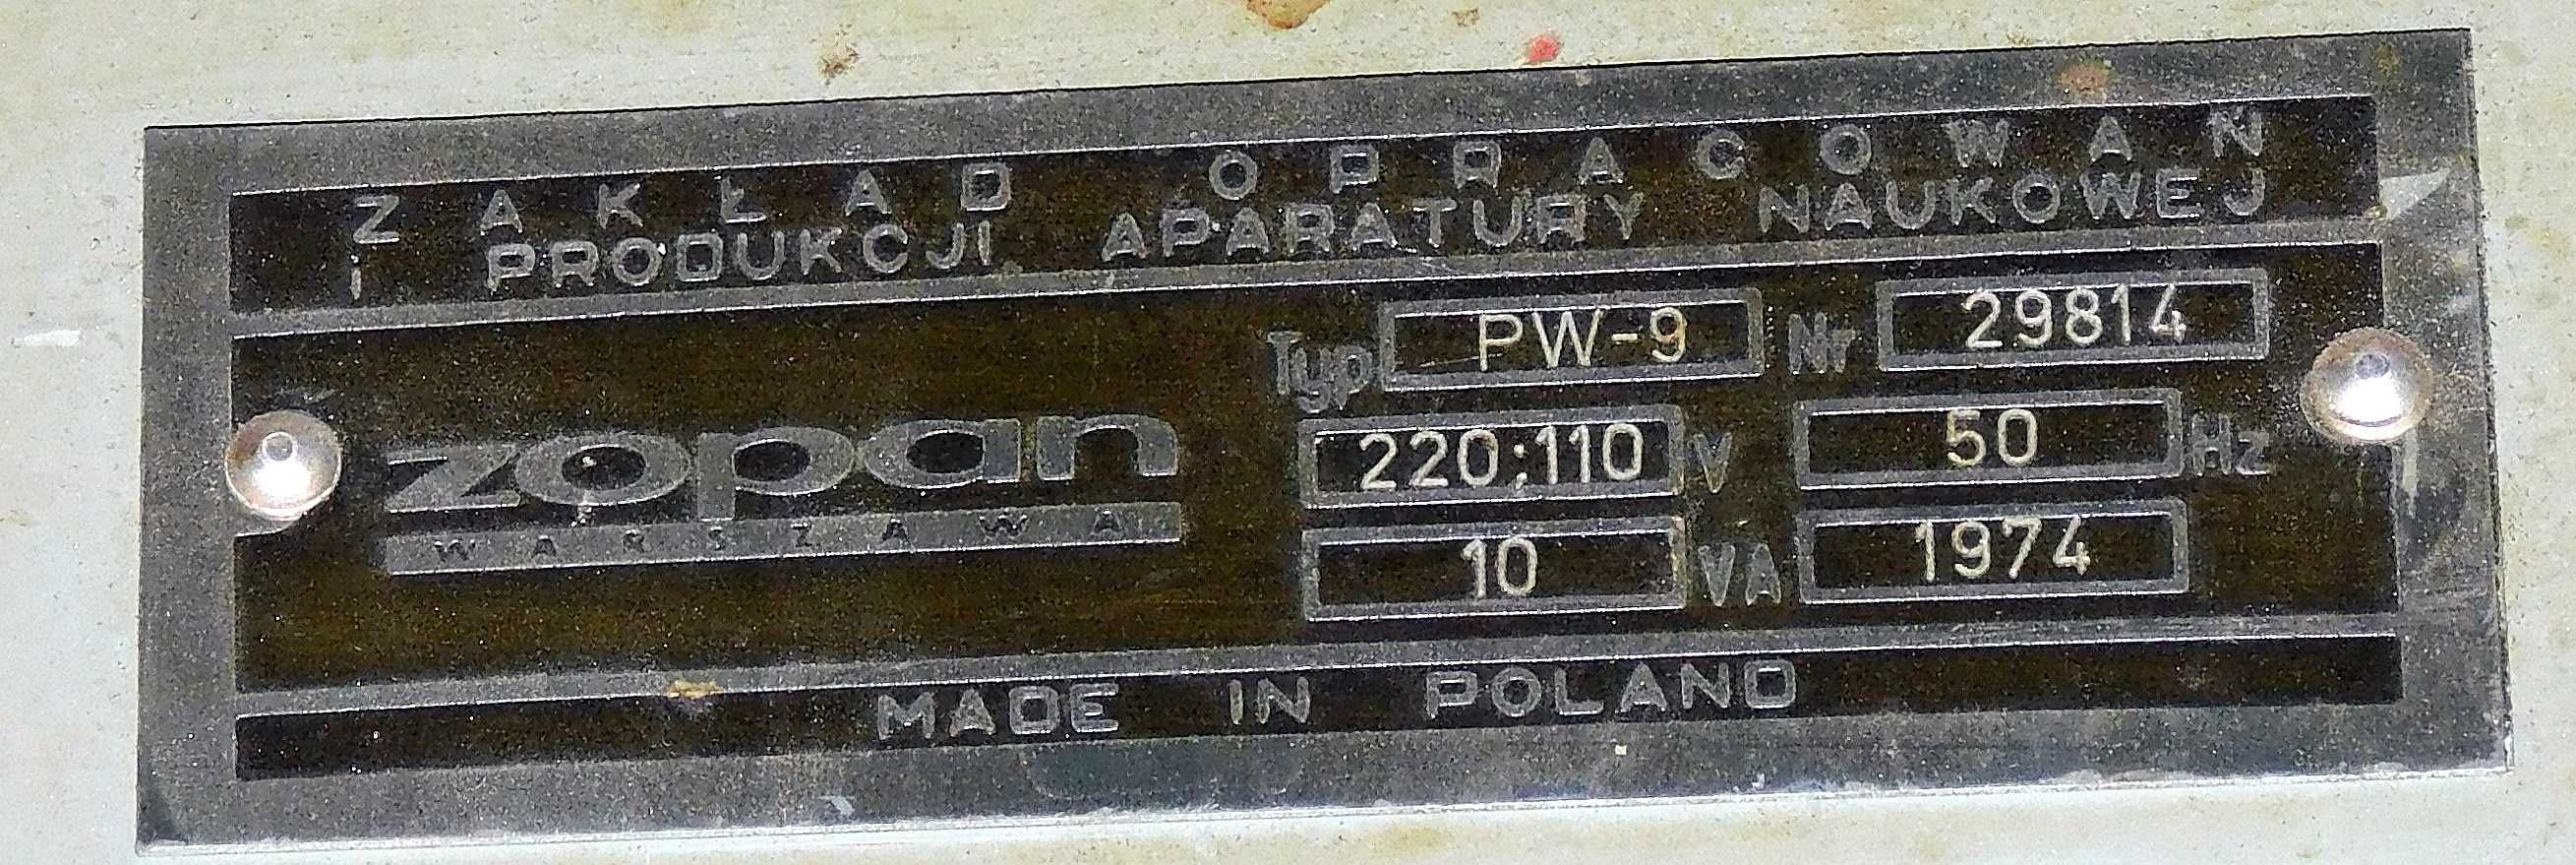 ZAKŁAD OPRACOWAN
i PRODUKCJI APARATURY NAUKOWEJ
Typ PW-9 Nr 29814
zopan
WARSZAWA
220;110 V 50 Hz
10 VA 1974
MADE IN POLAND